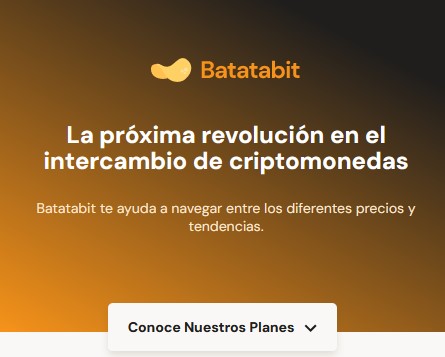 Batatabit
La próxima revolución en el
intercambio de criptomonedas
Batatabit te ayuda a navegar entre los diferentes precios y
tendencias.
Conoce Nuestros Planes